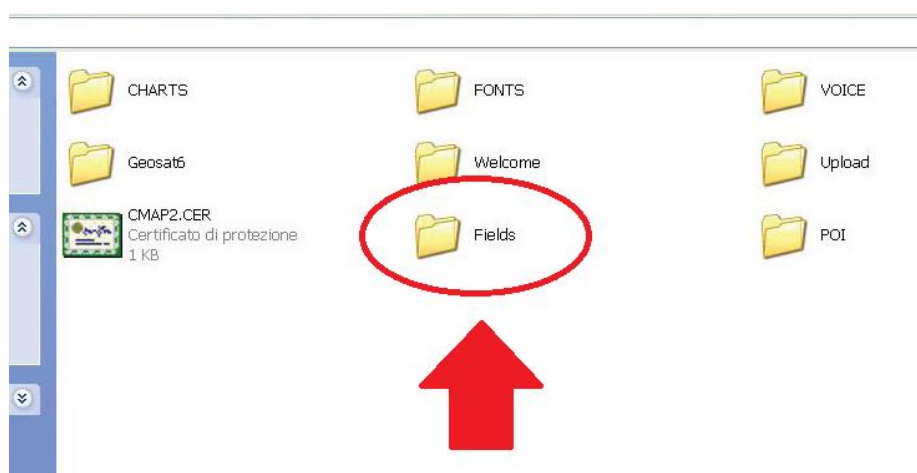 CHARTS
FONTS
VOICE
Geosat6
Welcome
Upload
CMAP2.CER
Certificato di protezione
1 KB
Fields
POI